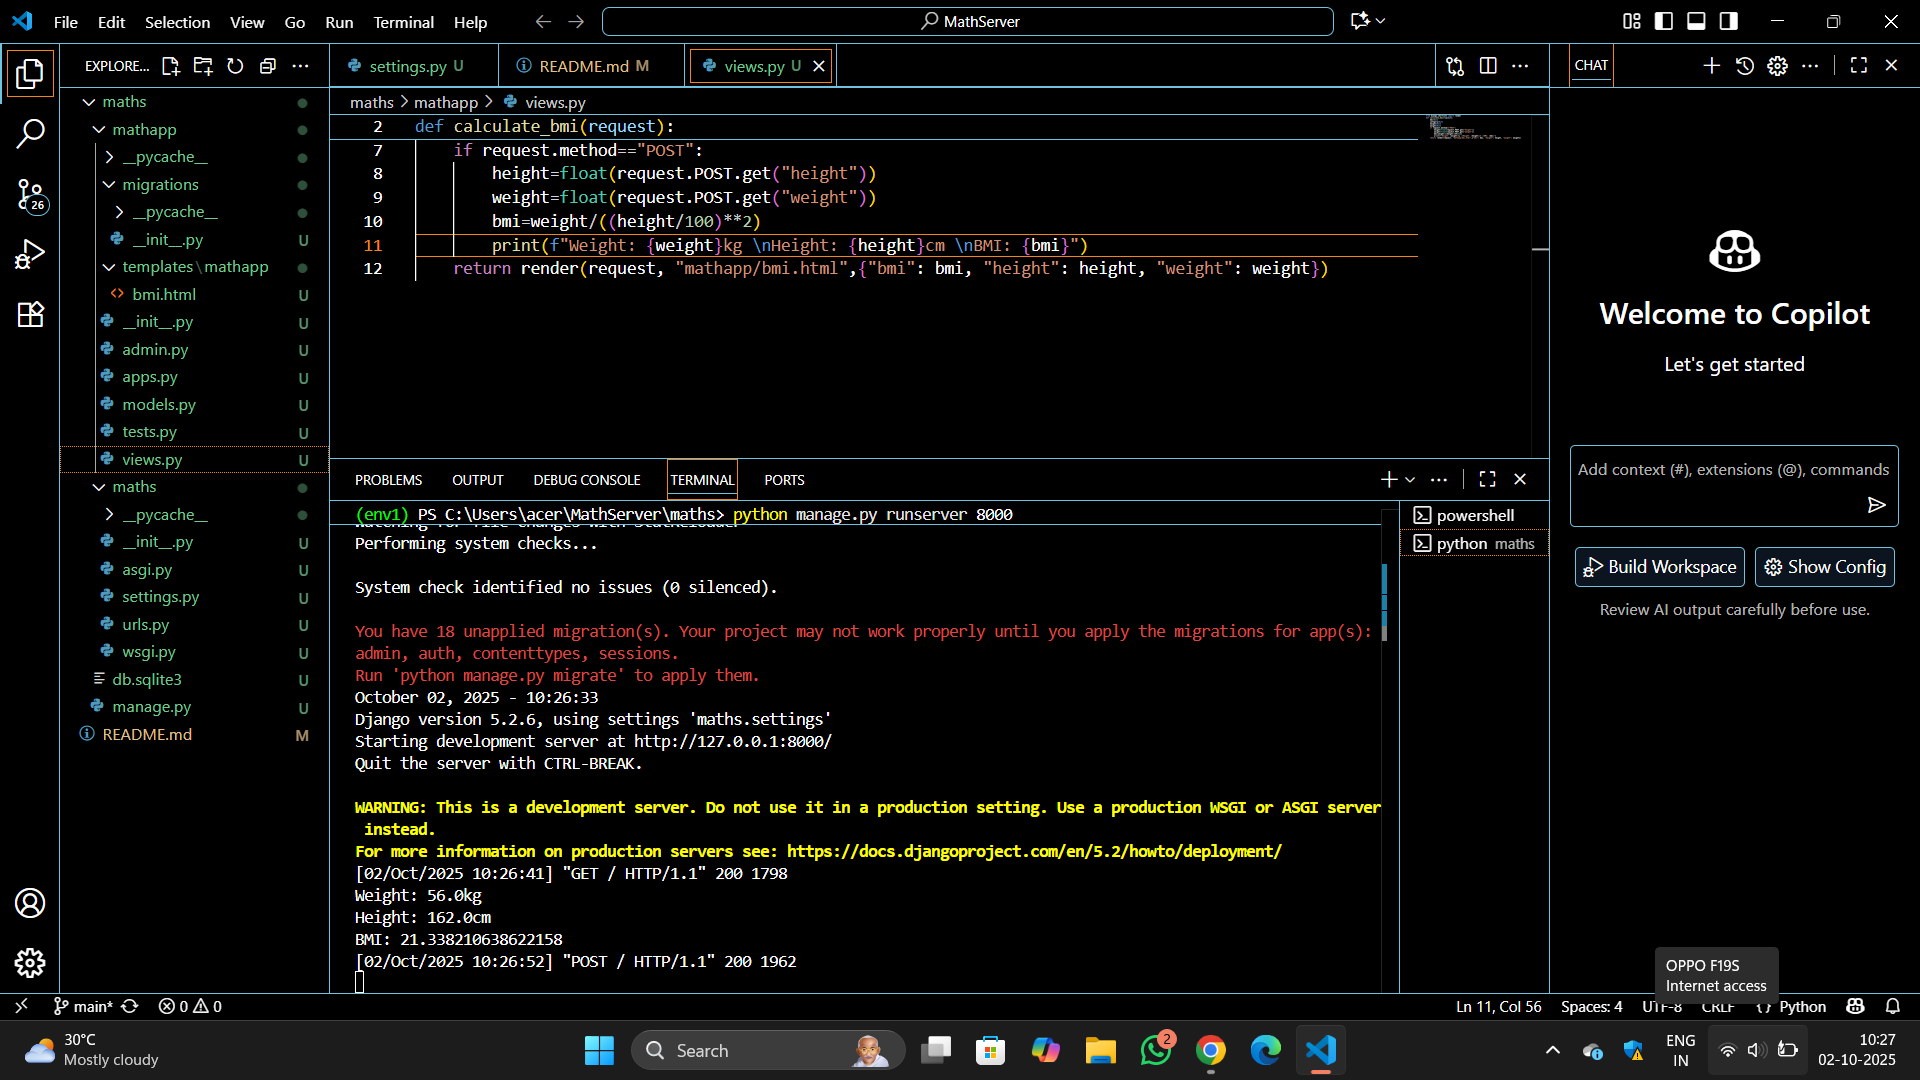 File Edit Selection View Go Run Terminal Help
MathServer
EXPLORE...
settings.py U
README.md M
views.py U
CHAT
maths > mathapp > views.py
maths
mathapp
__pycache__
migrations
__pycache__
__init__.py U
templates\mathapp
bmi.html U
__init__.py U
admin.py U
apps.py U
models.py U
tests.py U
views.py U
maths
__pycache__
__init__.py U
asgi.py U
settings.py U
urls.py U
wsgi.py U
db.sqlite3 U
manage.py U
README.md M
26
2 def calculate_bmi(request):
7 if request.method=="POST":
8 height=float(request.POST.get("height"))
9 weight=float(request.POST.get("weight"))
10 bmi=weight/((height/100)**2)
11 print(f"Weight: {weight}kg \nHeight: {height}cm \nBMI: {bmi}")
12 return render(request, "mathapp/bmi.html",{"bmi": bmi, "height": height, "weight": weight})
PROBLEMS OUTPUT DEBUG CONSOLE TERMINAL PORTS
(env1) PS C:\Users\acer\MathServer\maths> python manage.py runserver 8000
Performing system checks...
System check identified no issues (0 silenced).
You have 18 unapplied migration(s). Your project may not work properly until you apply the migrations for app(s):
admin, auth, contenttypes, sessions.
Run 'python manage.py migrate' to apply them.
October 02, 2025 - 10:26:33
Django version 5.2.6, using settings 'maths.settings'
Starting development server at http://127.0.0.1:8000/
Quit the server with CTRL-BREAK.
WARNING: This is a development server. Do not use it in a production setting. Use a production WSGI or ASGI server
instead.
For more information on production servers see: https://docs.djangoproject.com/en/5.2/howto/deployment/
[02/Oct/2025 10:26:41] "GET / HTTP/1.1" 200 1798
Weight: 56.0kg
Height: 162.0cm
BMI: 21.338210638622158
[02/Oct/2025 10:26:52] "POST / HTTP/1.1" 200 1962
powershell
python maths
Welcome to Copilot
Let's get started
Add context (#), extensions (@), commands
Build Workspace
Show Config
Review AI output carefully before use.
OPPO F19S
Internet access
main* 0 0
Ln 11, Col 56 Spaces: 4 UTF-8 CRLF {} Python
30°C
Mostly cloudy
Search
2
ENG
IN
10:27
02-10-2025